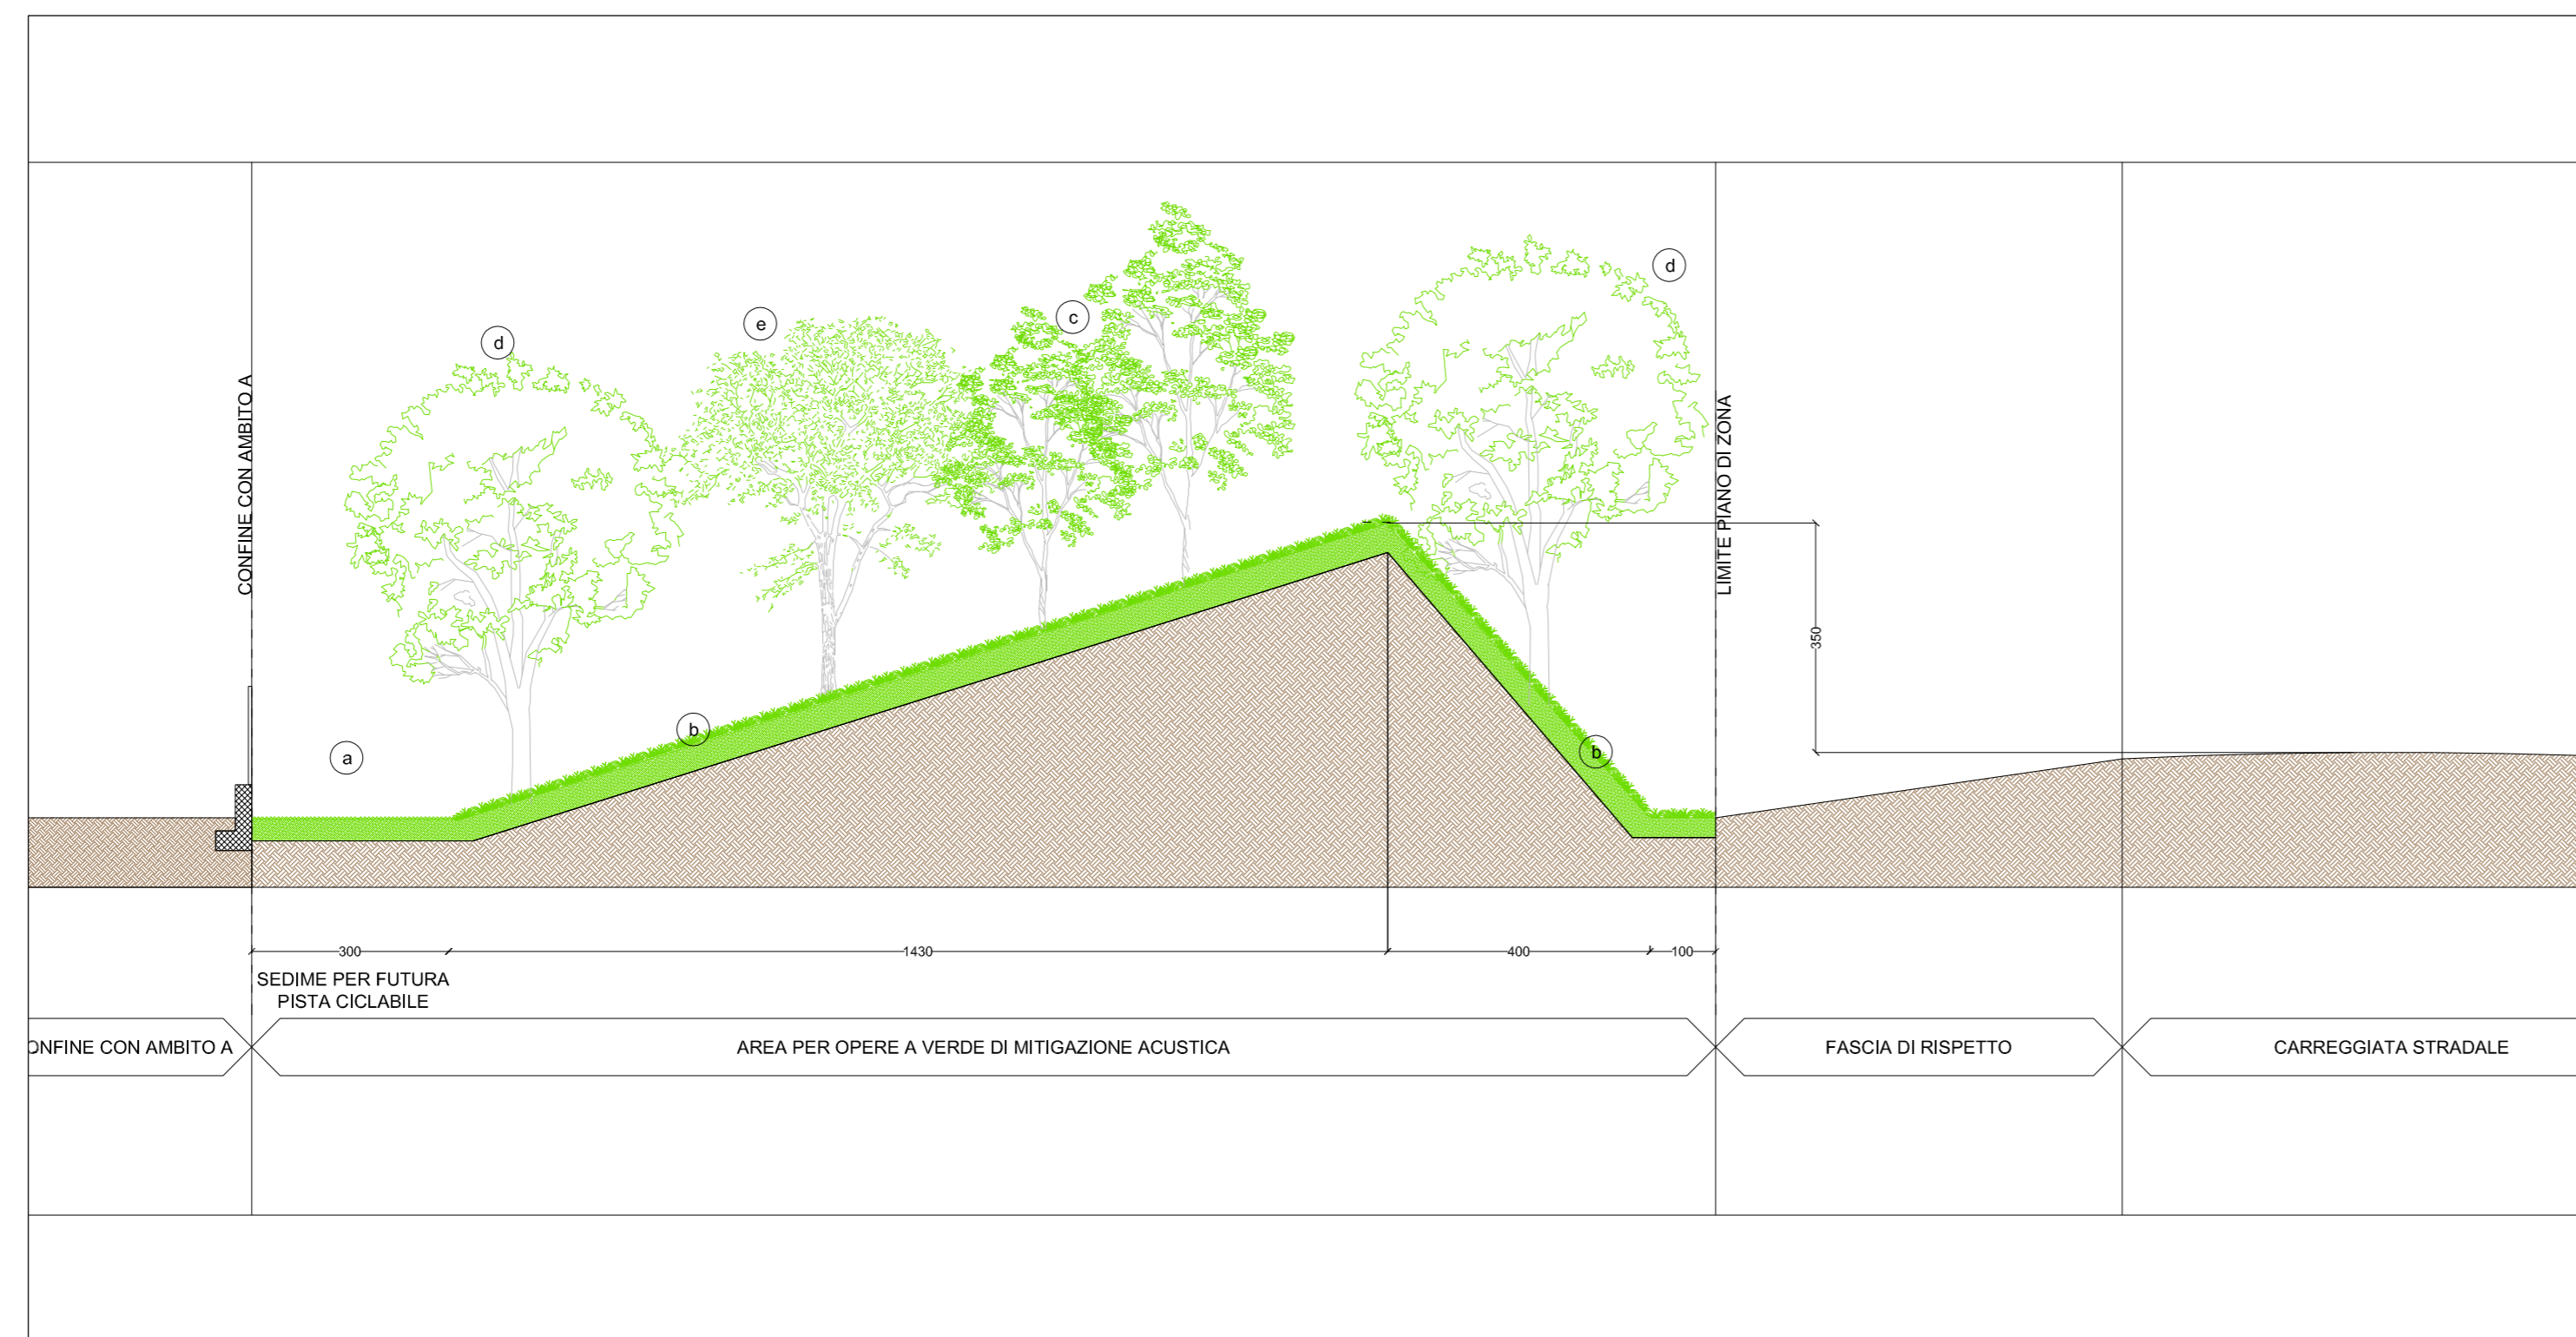 d
e
c
d
CONFINE CON AMBITO A
LIMITE PIANO DI ZONA
350
b
a
b
300
1430
400
100
SEDIME PER FUTURA
PISTA CICLABILE
ONFINE CON AMBITO A
AREA PER OPERE A VERDE DI MITIGAZIONE ACUSTICA
FASCIA DI RISPETTO
CARREGGIATA STRADALE